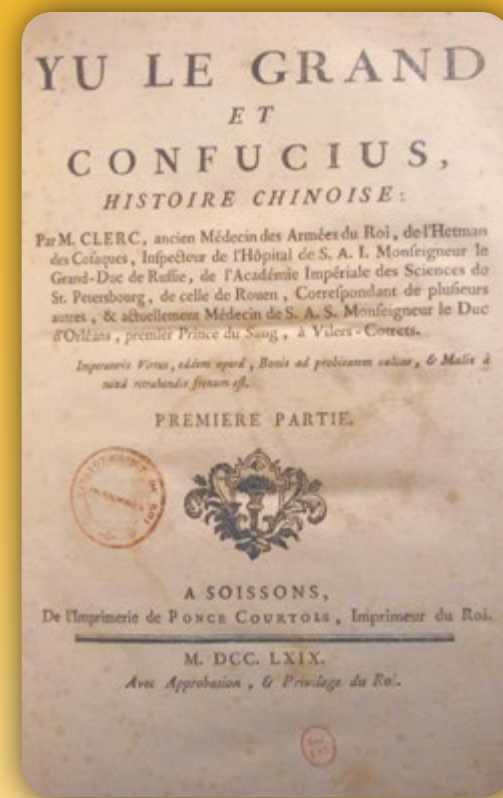 YU LE GRAND
ET
CONFUCIUS,
HISTOIRE CHINOISE:
Par M. CLERC, ancien Médecin des Armées du Roi, de l'Hetman
des Cosaques, Inspecteur de l'Hôpital de S. A. I. Monseigneur le
Grand-Duc de Russie, de l'Académie Impériale des Sciences de
St. Petersbourg, de celle de Rouen, Correspondant de plusieurs
autres, & actuellement Médecin de S. A. S. Monseigneur le Duc
d'Orléans, premier Prince du Sang, à Vilers-Cotrets.
Imperatoris Virtus, eâdem operâ, Bonis ad probitatem calcar, & Malis à
retrahendis frænum est.
PREMIERE PARTIE.
A SOISSONS,
De l'Imprimerie de PONCE COURTOIS, Imprimeur du Roi.
M. DCC. LXIX.
Avec Approbation, & Privilege du Roi.